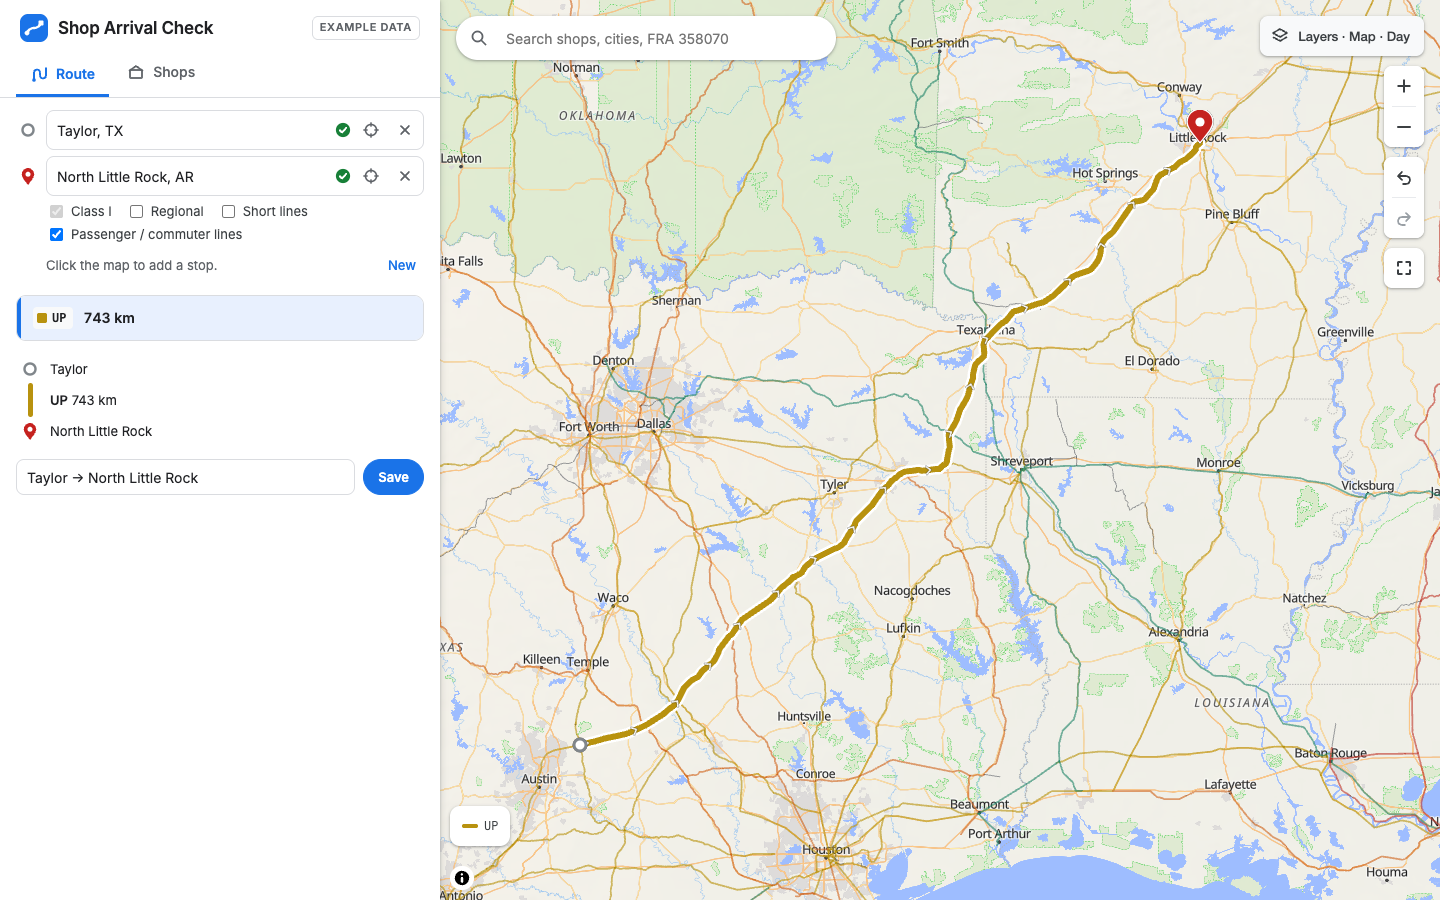 Shop Arrival Check
EXAMPLE DATA
Route
Shops
Taylor, TX
North Little Rock, AR
Class I
Regional
Short lines
Passenger / commuter lines
Click the map to add a stop.
New
UP
743 km
Taylor
UP 743 km
North Little Rock
Taylor → North Little Rock
Save
Search shops, cities, FRA 358070
Layers · Map · Day
Fort Smith
Norman
Conway
OKLAHOMA
Little Rock
Lawton
Hot Springs
Pine Bluff
ita Falls
Sherman
Greenville
Denton
El Dorado
Fort Worth
Dallas
Shreveport
Monroe
Tyler
Vicksburg
Ja
Nacogdoches
Waco
Natchez
Lufkin
Alexandria
XAS
Killeen
Temple
LOUISIANA
Huntsville
Baton Rouge
Conroe
Austin
Lafayette
Beaumont
UP
Port Arthur
Houston
Houma
Antonio